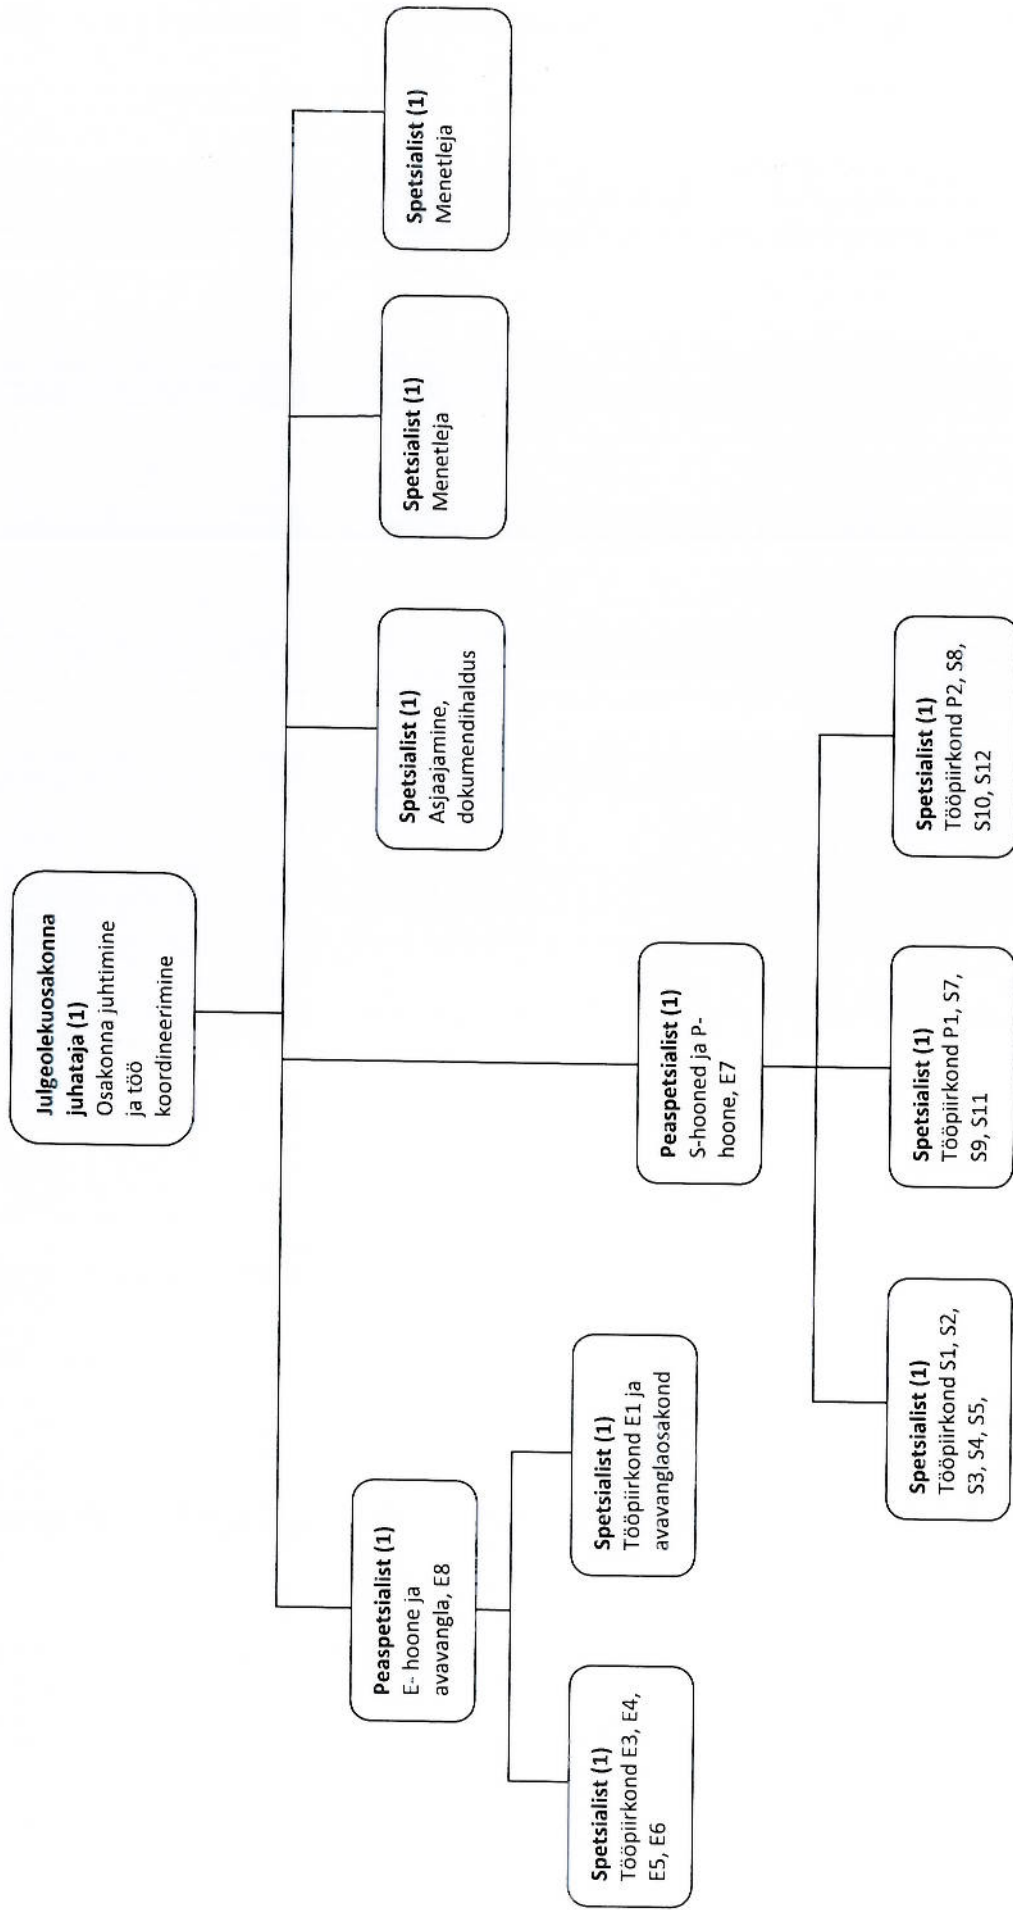 Julgeolekuosakonna
juhataja (1)
Osakonna juhtimine
ja töö
koordineerimine
Peaspetsialist (1)
E- hoone ja
avavangla, E8
Spetsialist (1)
Tööpiirkond E3, E4,
E5, E6
Spetsialist (1)
Tööpiirkond E1 ja
avavanglaosakond
Peaspetsialist (1)
S-hooned ja P-
hoone, E7
Spetsialist (1)
Tööpiirkond S1, S2,
S3, S4, S5,
Spetsialist (1)
Tööpiirkond P1, S7,
S9, S11
Spetsialist (1)
Tööpiirkond P2, S8,
S10, S12
Spetsialist (1)
Asjaajamine,
dokumendihaldus
Spetsialist (1)
Menetleja
Spetsialist (1)
Menetleja